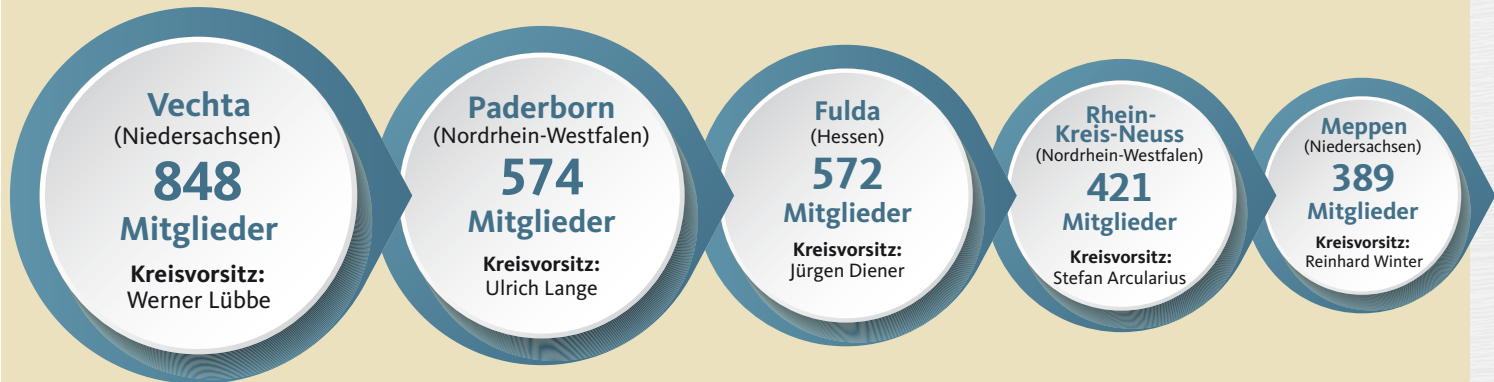 Vechta
(Niedersachsen)
848
Mitglieder
Kreisvorsitz:
Werner Lübbe
Paderborn
(Nordrhein-Westfalen)
574
Mitglieder
Kreisvorsitz:
Ulrich Lange
Fulda
(Hessen)
572
Mitglieder
Kreisvorsitz:
Jürgen Diener
Rhein-
Kreis-Neuss
(Nordrhein-Westfalen)
421
Mitglieder
Kreisvorsitz:
Stefan Arcularius
Meppen
(Niedersachsen)
389
Mitglieder
Kreisvorsitz:
Reinhard Winter